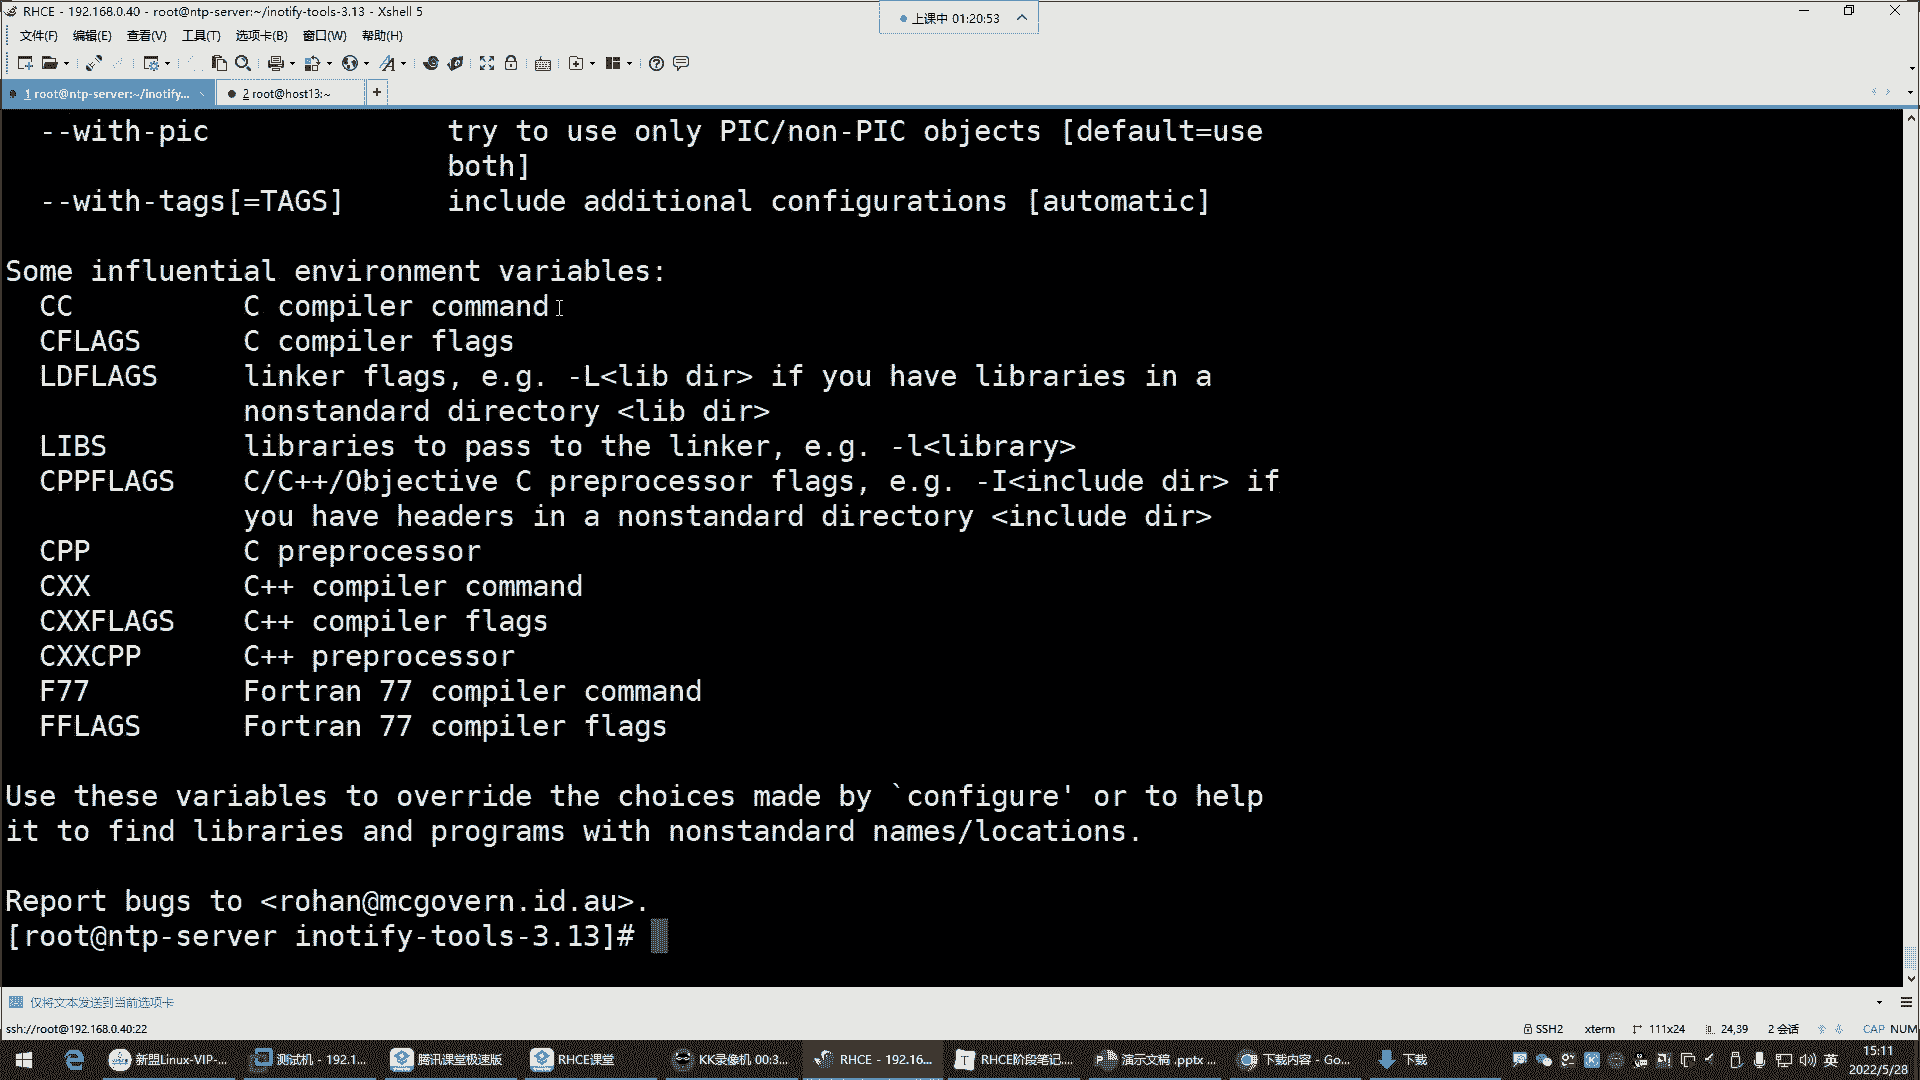 RHCE - 192.168.0.40 - root@ntp-server:~/inotify-tools-3.13 - Xshell 5
上课中 01:20:53
文件(F) 编辑(E) 查看(V) 工具(T) 选项卡(B) 窗口(W) 帮助(H)
1 root@ntp-server:~/inotify... 2 root@host13:~
--with-pic try to use only PIC/non-PIC objects [default=use
both]
--with-tags[=TAGS] include additional configurations [automatic]
Some influential environment variables:
CC C compiler command
CFLAGS C compiler flags
LDFLAGS linker flags, e.g. -L<lib dir> if you have libraries in a
nonstandard directory <lib dir>
LIBS libraries to pass to the linker, e.g. -l<library>
CPPFLAGS C/C++/Objective C preprocessor flags, e.g. -I<include dir> if
you have headers in a nonstandard directory <include dir>
CPP C preprocessor
CXX C++ compiler command
CXXFLAGS C++ compiler flags
CXXCPP C++ preprocessor
F77 Fortran 77 compiler command
FFLAGS Fortran 77 compiler flags
Use these variables to override the choices made by `configure' or to help
it to find libraries and programs with nonstandard names/locations.
Report bugs to <rohan@mcgovern.id.au>.
[root@ntp-server inotify-tools-3.13]#
仅将文本发送到当前选项卡
ssh://root@192.168.0.40:22 SSH2 xterm 111x24 24,39 2 会话 CAP NUM
新盟Linux-VIP-... 测试机 - 192.1... 腾讯课堂极速版 RHCE课堂 KK录像机 00:3... RHCE - 192.16... RHCE阶段笔记.... 演示文稿 .pptx ... 下载内容 - Go... 下载 英 15:11
2022/5/28